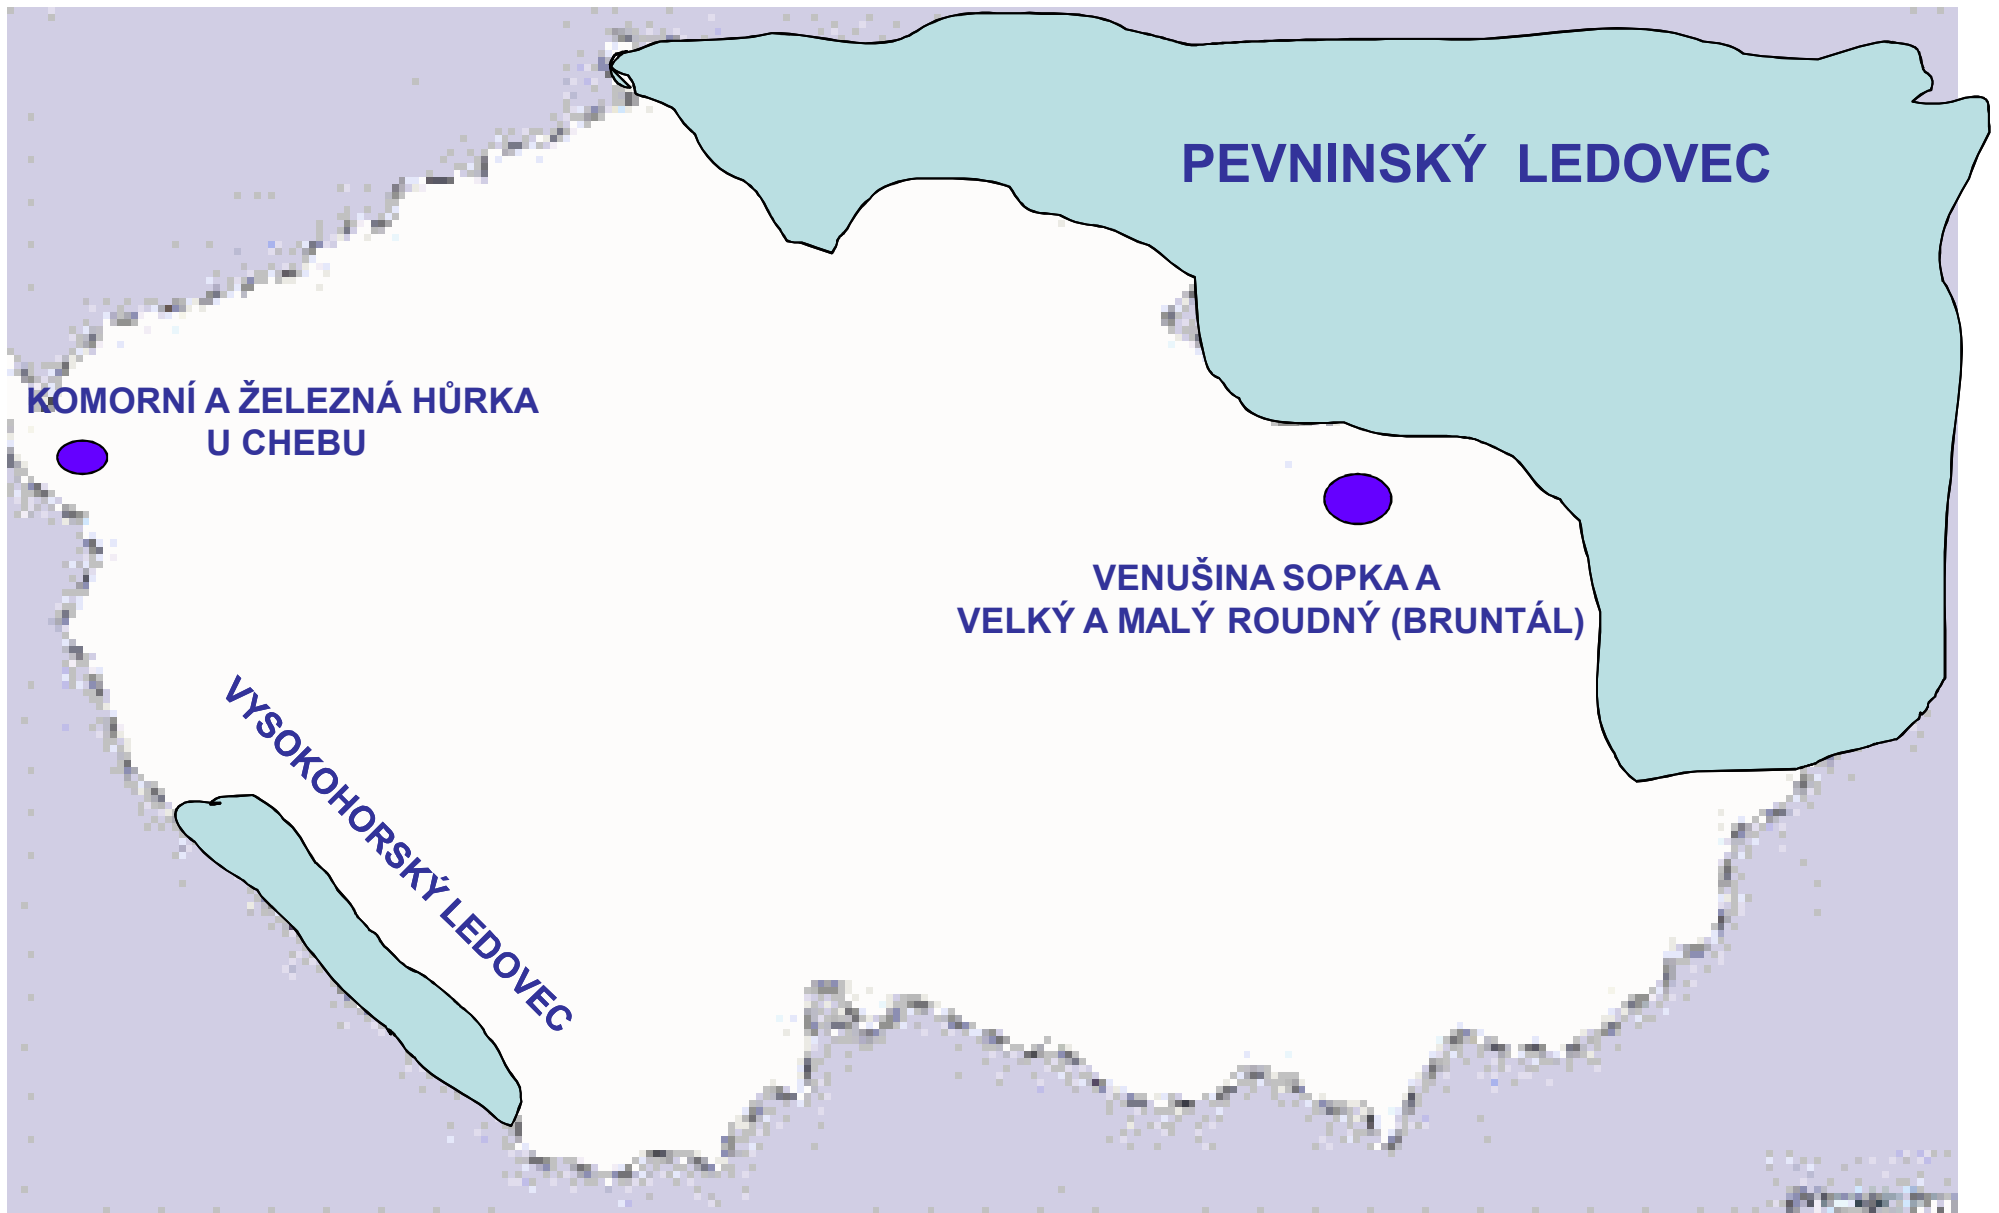 PEVNINSKÝ LEDOVEC
KOMORNÍ A ŽELEZNÁ HŮRKA
U CHEBU
VENUŠINA SOPKA A
VELKÝ A MALÝ ROUDNÝ (BRUNTÁL)
VYSOKOHORSKÝ LEDOVEC